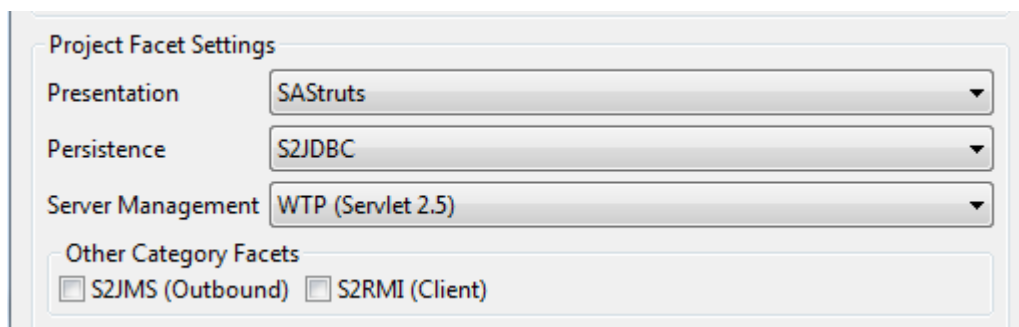 Project Facet Settings
Presentation SAStruts
Persistence S2JDBC
Server Management WTP (Servlet 2.5)
Other Category Facets
S2JMS (Outbound) S2RMI (Client)